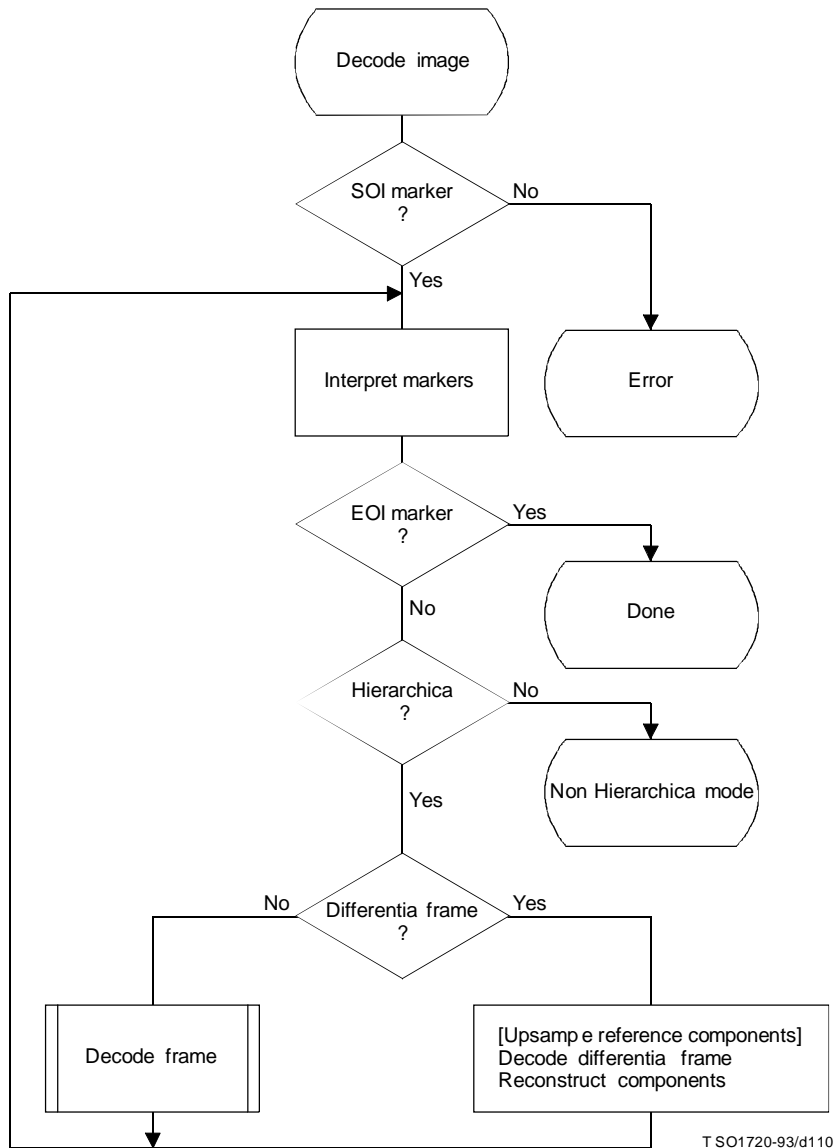 Decode image
SOI marker
?
No
Yes
Interpret markers
Error
EOI marker
?
Yes
No
Done
Hierarchica
?
No
Yes
Non Hierarchica mode
No
Differentia frame
?
Yes
Decode frame
[Upsamp e reference components]
Decode differentia frame
Reconstruct components
T SO1720-93/d110